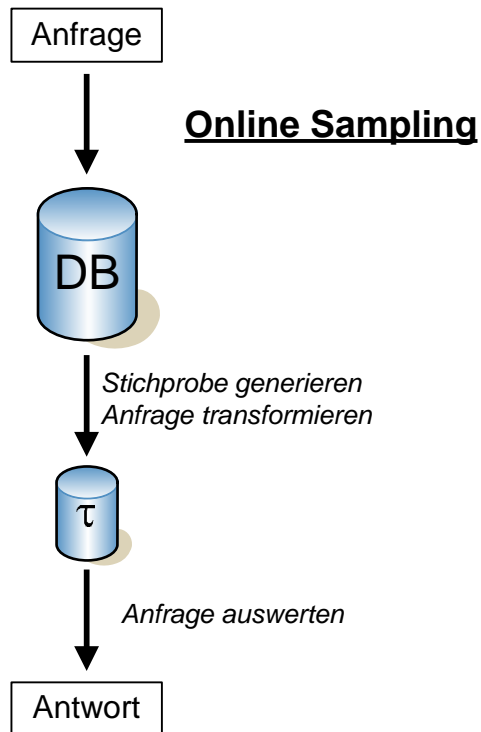 Anfrage
Online Sampling
DB
Stichprobe generieren
Anfrage transformieren
τ
Anfrage auswerten
Antwort